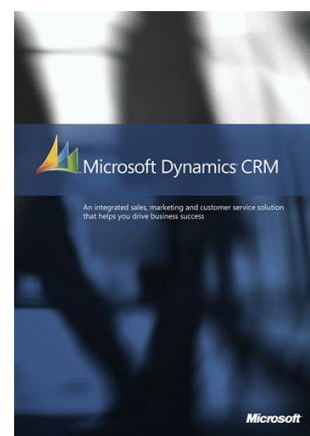 Microsoft Dynamics CRM
An integrated sales, marketing and customer service solution
that helps you drive business success
Microsoft